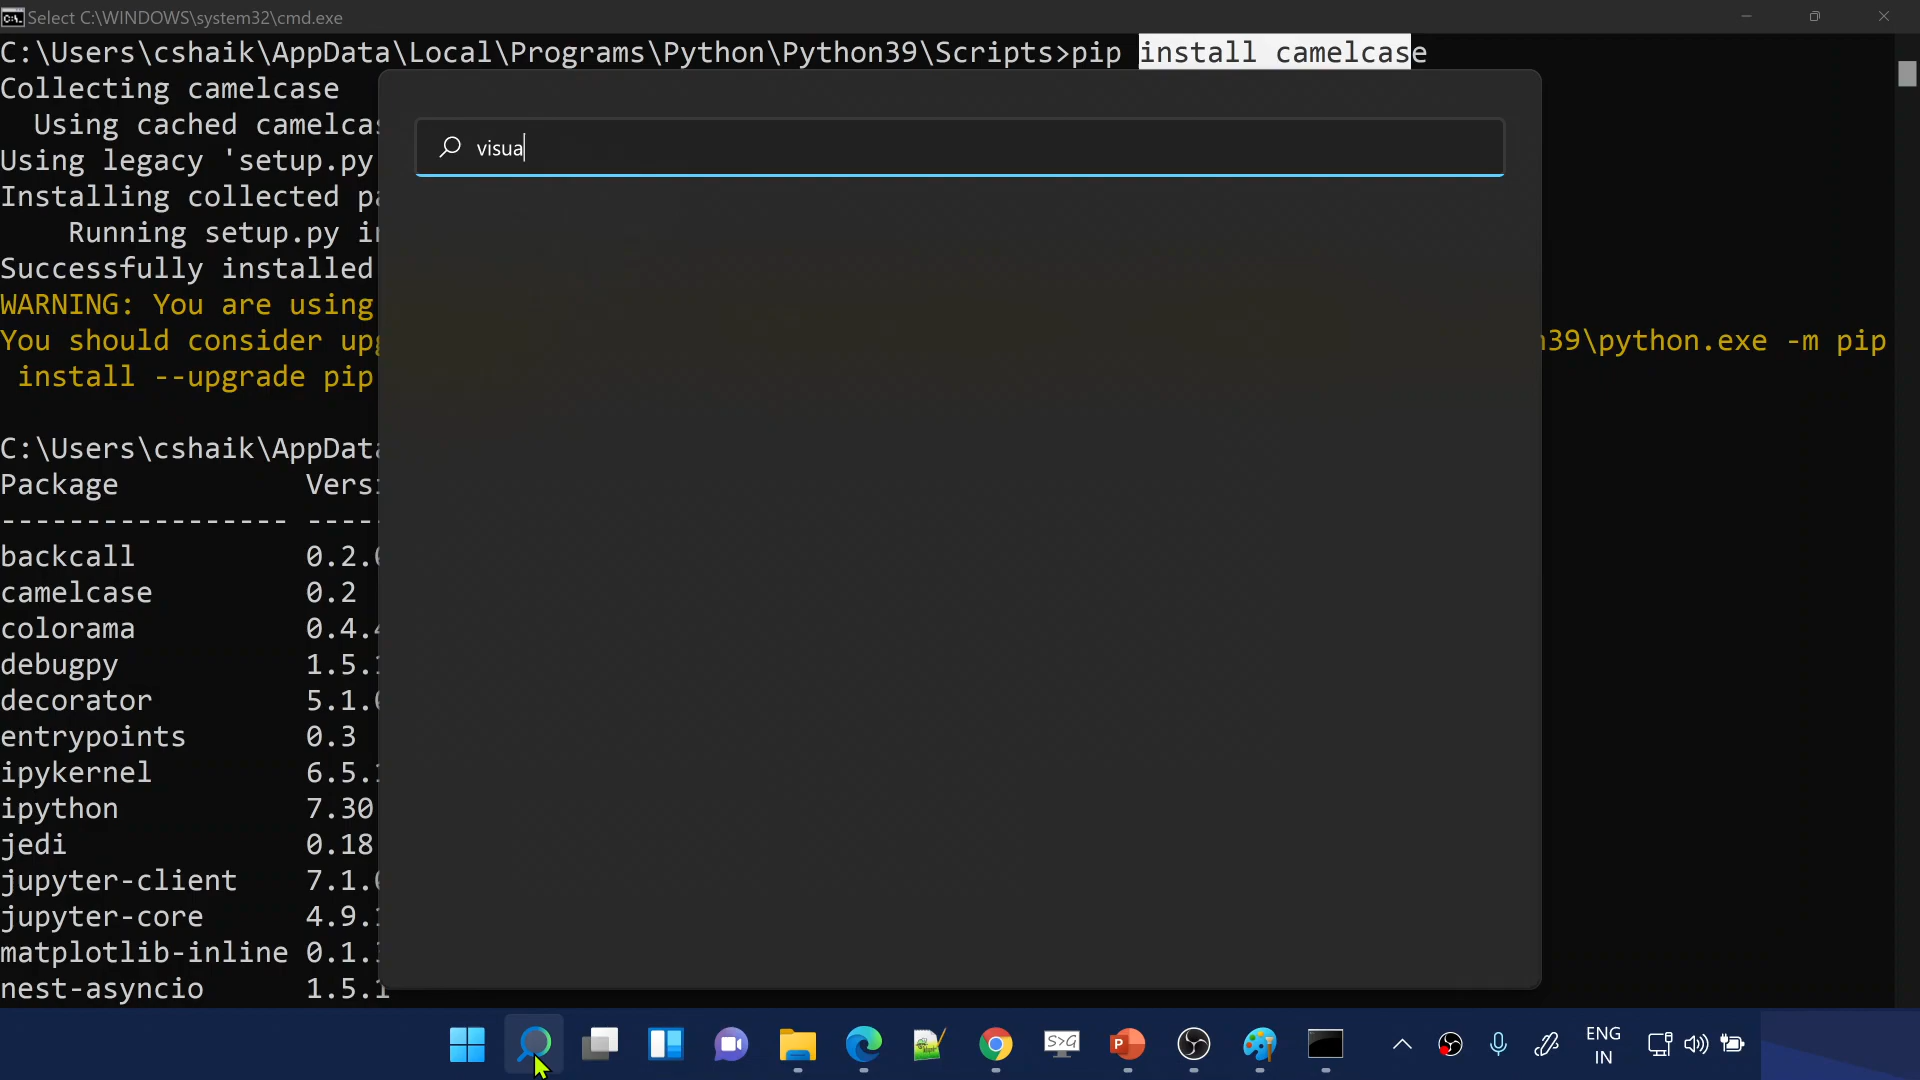 Select C:\WINDOWS\system32\cmd.exe
C:\Users\cshaik\AppData\Local\Programs\Python\Python39\Scripts>pip install camelcase
Collecting camelcase
Using cached camelca
visua
Using legacy 'setup.py
Installing collected
Running setup.py
Successfully installed
WARNING: You are using
You should consider
\python.exe -m pip
install --upgrade pip
C:\Users\cshaik\AppData
Package Versi
----------------- ----
backcall 0.2.
camelcase 0.2
colorama 0.4.
debugpy 1.5.
decorator 5.1.
entrypoints 0.3
ipykernel 6.5.
ipython 7.30
jedi 0.18
jupyter-client 7.1.
jupyter-core 4.9.
matplotlib-inline 0.1.
nest-asyncio 1.5.1
S>G
P
ENG
IN